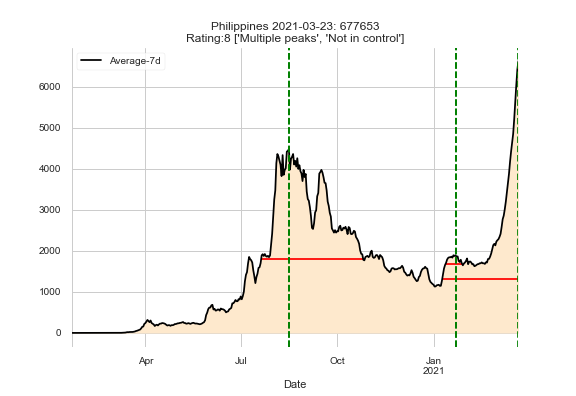 Philippines 2021-03-23: 677653
Rating:8 ['Multiple peaks', 'Not in control']
Average-7d
6000
5000
4000
3000
2000
1000
0
Apr
Jul
Oct
Jan
2021
Date